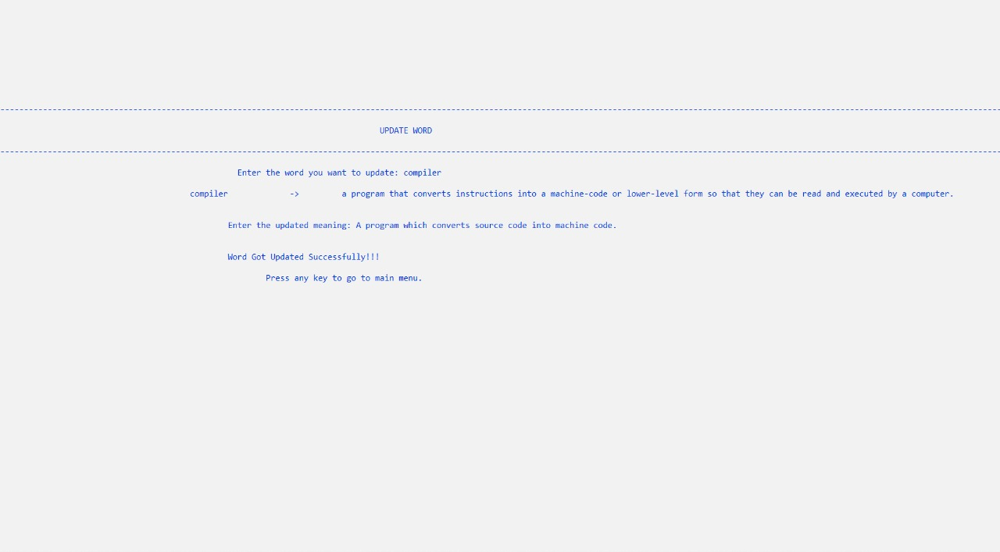 UPDATE WORD
Enter the word you want to update: compiler
compiler -> a program that converts instructions into a machine-code or lower-level form so that they can be read and executed by a computer.
Enter the updated meaning: A program which converts source code into machine code.
Word Got Updated Successfully!!!
Press any key to go to main menu.